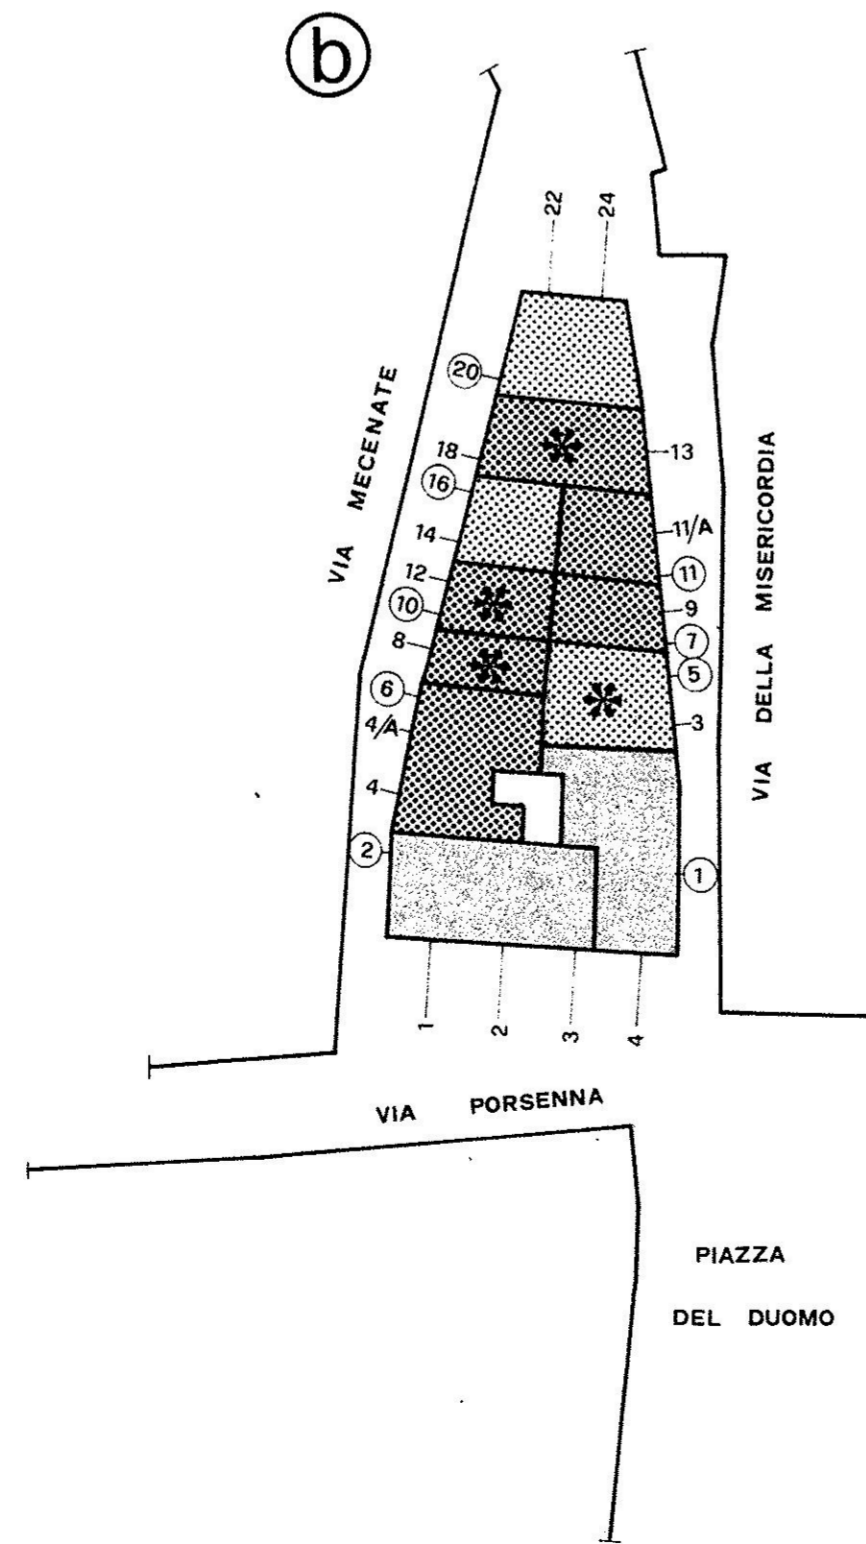 b
22
24
20
VIA MECENATE
18
13
16
11/A
14
12
11
10
9
8
7
5
6
4/A
3
4
2
1
VIA DELLA MISERICORDIA
1
2
3
4
VIA PORSENNA
PIAZZA
DEL DUOMO